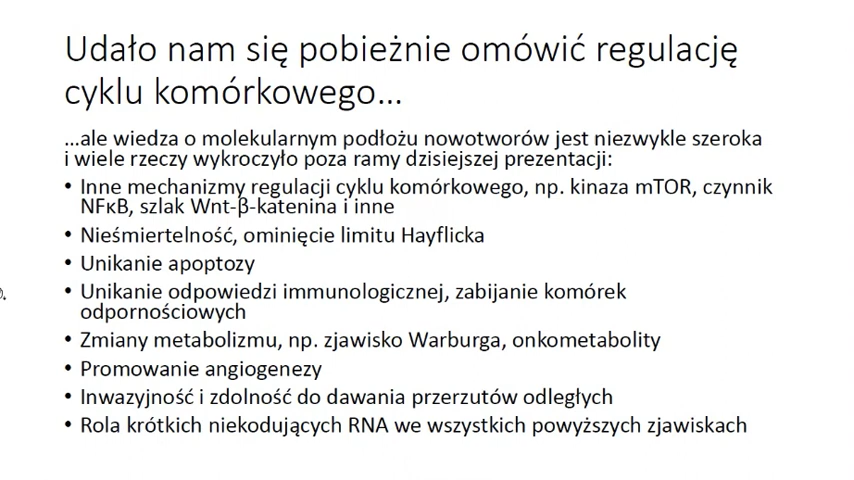 Udało nam się pobieżnie omówić regulację
cyklu komórkowego...
...ale wiedza o molekularnym podłożu nowotworów jest niezwykle szeroka
i wiele rzeczy wykroczyło poza ramy dzisiejszej prezentacji:
• Inne mechanizmy regulacji cyklu komórkowego, np. kinaza mTOR, czynnik
NFκB, szlak Wnt-β-katenina i inne
• Nieśmiertelność, ominięcie limitu Hayflicka
• Unikanie apoptozy
• Unikanie odpowiedzi immunologicznej, zabijanie komórek
odpornościowych
• Zmiany metabolizmu, np. zjawisko Warburga, onkometabolity
• Promowanie angiogenezy
• Inwazyjność i zdolność do dawania przerzutów odległych
• Rola krótkich niekodujących RNA we wszystkich powyższych zjawiskach